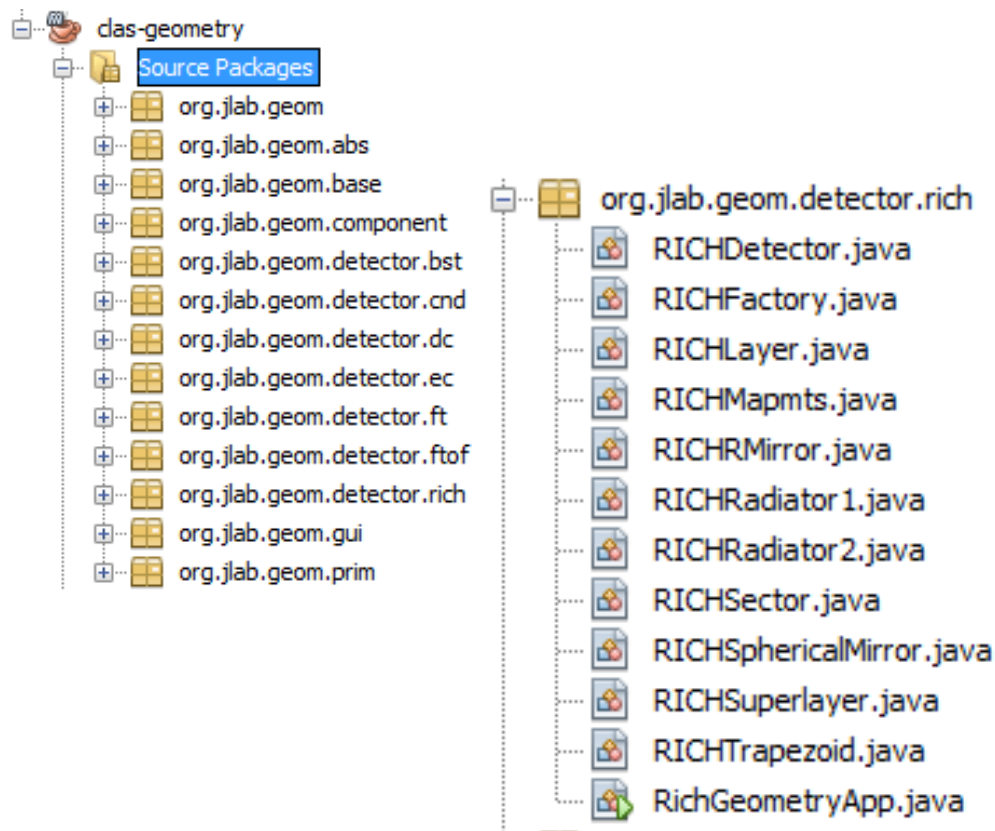 clas-geometry
Source Packages
org.jlab.geom
org.jlab.geom.abs
org.jlab.geom.base
org.jlab.geom.component
org.jlab.geom.detector.bst
org.jlab.geom.detector.cnd
org.jlab.geom.detector.dc
org.jlab.geom.detector.ec
org.jlab.geom.detector.ft
org.jlab.geom.detector.ftof
org.jlab.geom.detector.rich
org.jlab.geom.gui
org.jlab.geom.prim
org.jlab.geom.detector.rich
RICHDetector.java
RICHFactory.java
RICHLayer.java
RICHMapmts.java
RICHRMirror.java
RICHRadiator1.java
RICHRadiator2.java
RICHSector.java
RICHSphericalMirror.java
RICHSuperlayer.java
RICHTrapezoid.java
RichGeometryApp.java